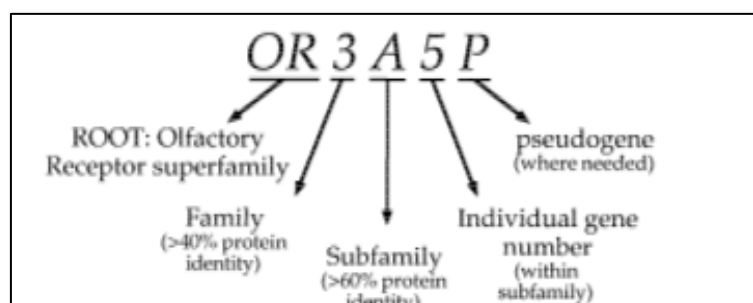 OR 3 A 5 P
ROOT: Olfactory
Receptor superfamily
pseudogene
(where needed)
Family
(>40% protein
identity)
Subfamily
(>60% protein
identity)
Individual gene
number
(within
subfamily)